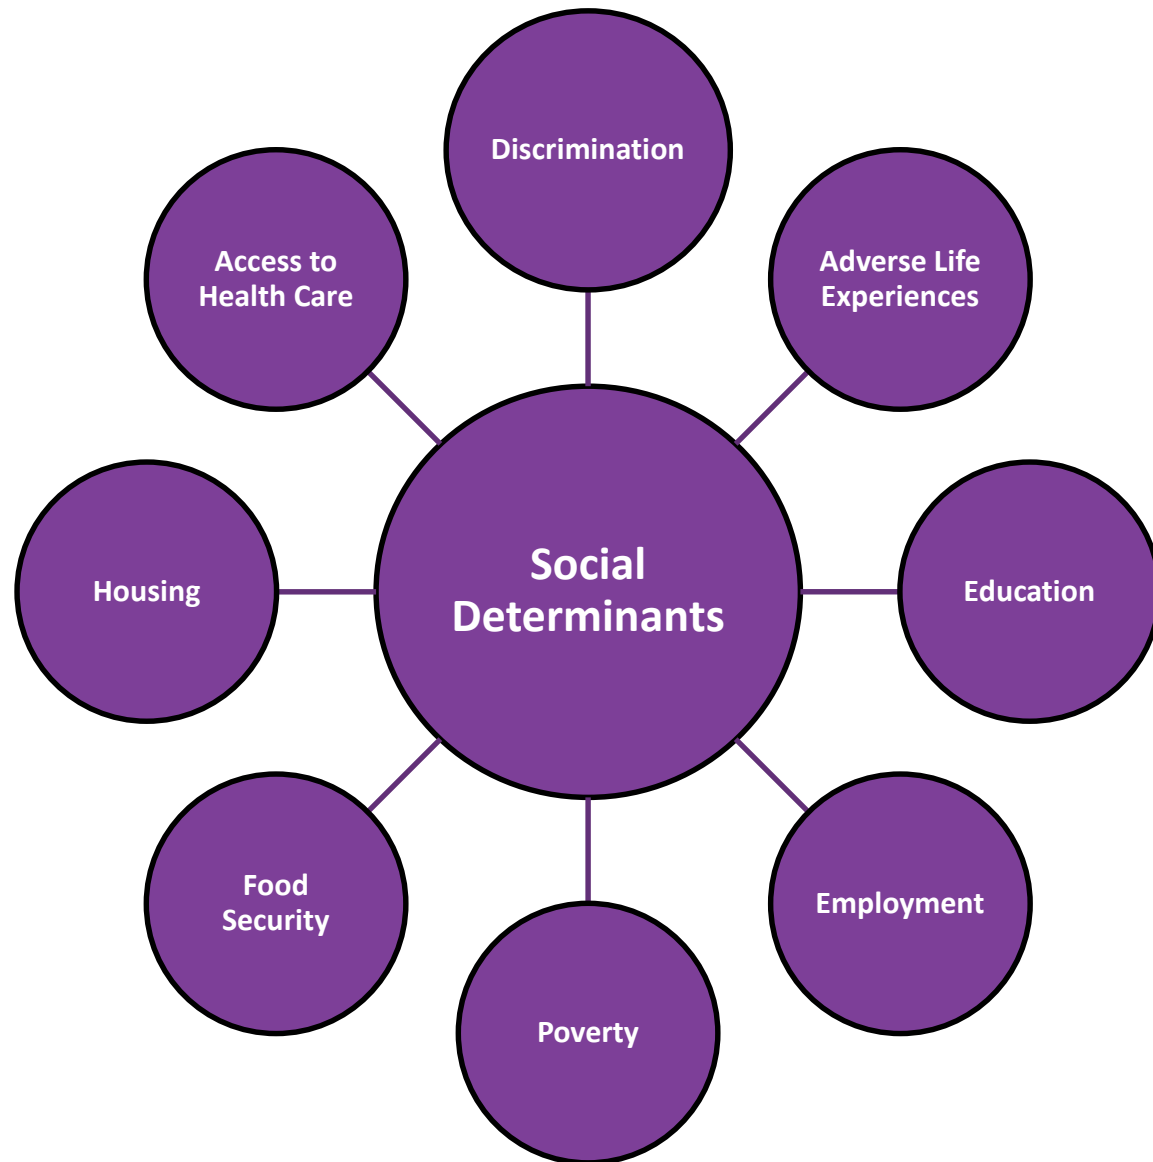 Discrimination
Access to
Health Care
Adverse Life
Experiences
Housing
Social
Determinants
Education
Food
Security
Employment
Poverty